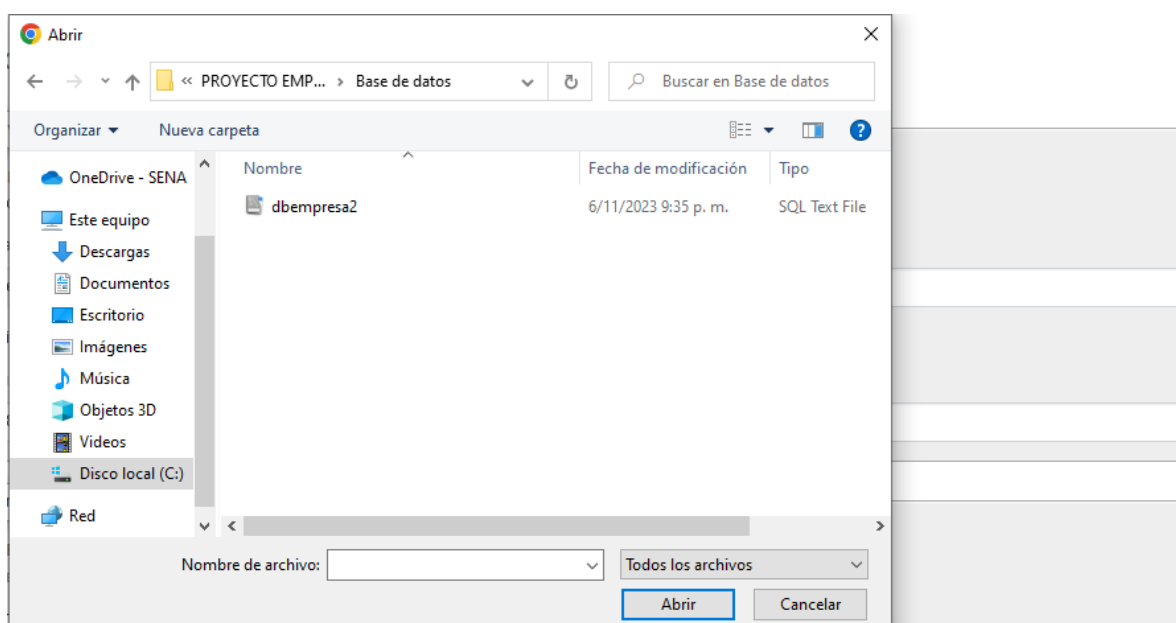 Abrir
« PROYECTO EMP... › Base de datos
Buscar en Base de datos
Organizar
Nueva carpeta
Nombre
Fecha de modificación
Tipo
OneDrive - SENA
Este equipo
Descargas
Documentos
Escritorio
Imágenes
Música
Objetos 3D
Videos
Disco local (C:)
Red
dbempresa2
6/11/2023 9:35 p. m.
SQL Text File
Nombre de archivo:
Todos los archivos
Abrir
Cancelar